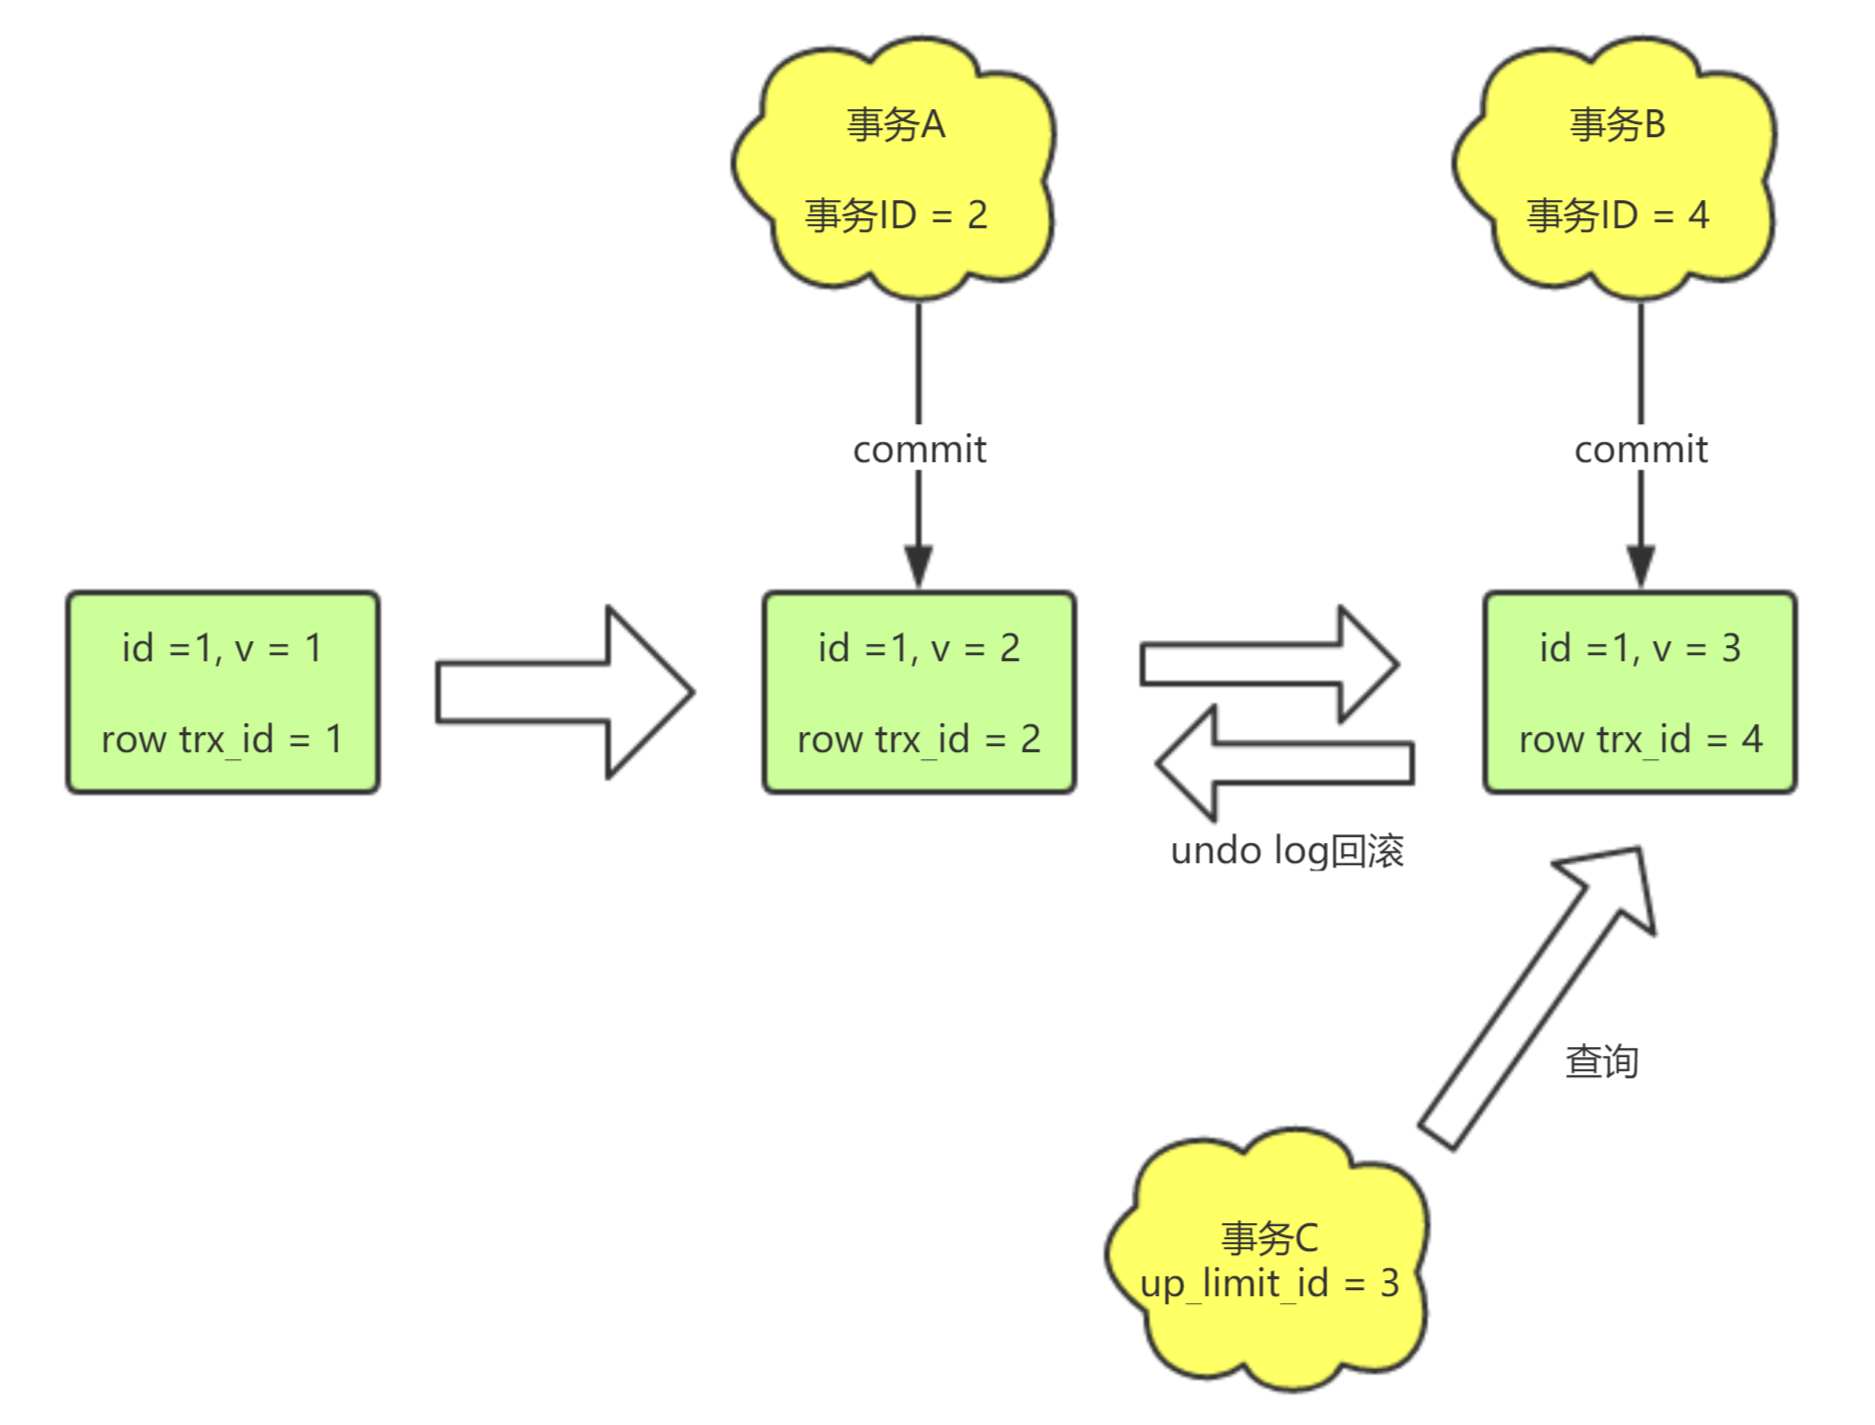 事务A
事务ID = 2
事务B
事务ID = 4
commit
commit
id =1, v = 1
row trx_id = 1
id =1, v = 2
row trx_id = 2
id =1, v = 3
row trx_id = 4
undo log回滚
查询
事务C
up_limit_id = 3